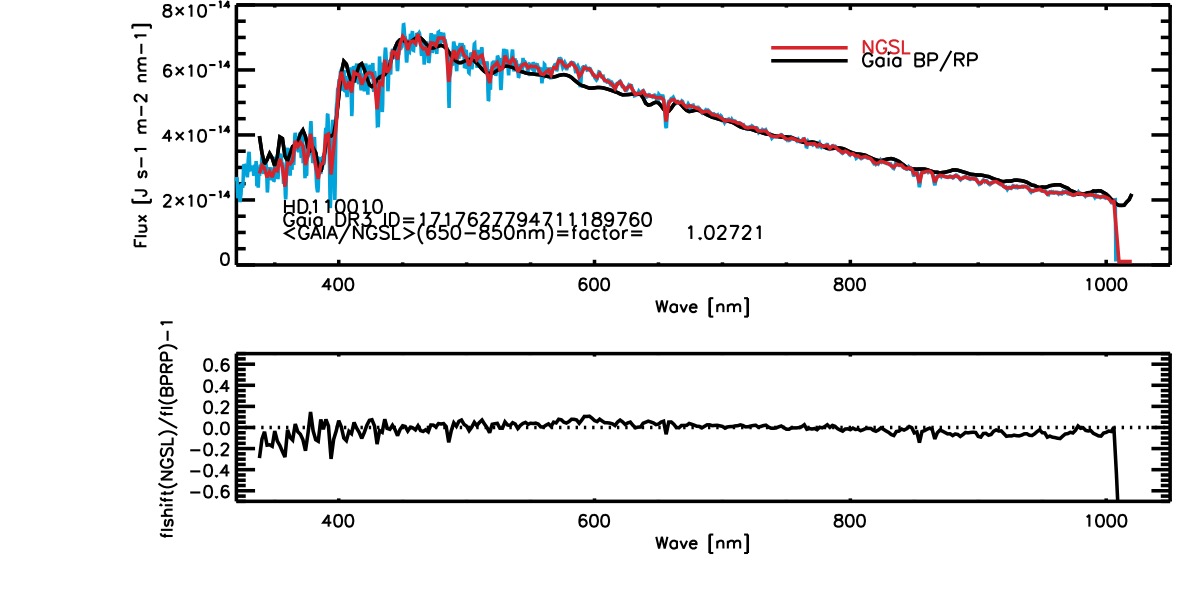 8×10−14
6×10−14
4×10−14
2×10−14
0
Flux [J s−1 m−2 nm−1]
NGSL
Gaia BP/RP
HD110010
Gaia DR3 ID=1717627794711189760
<GAIA/NGSL>(650−850nm)=factor= 1.02721
400 600 800 1000
Wave [nm]
flshift(NGSL)/fl(BPRP)−1
0.6
0.4
0.2
0.0
−0.2
−0.4
−0.6
400 600 800 1000
Wave [nm]